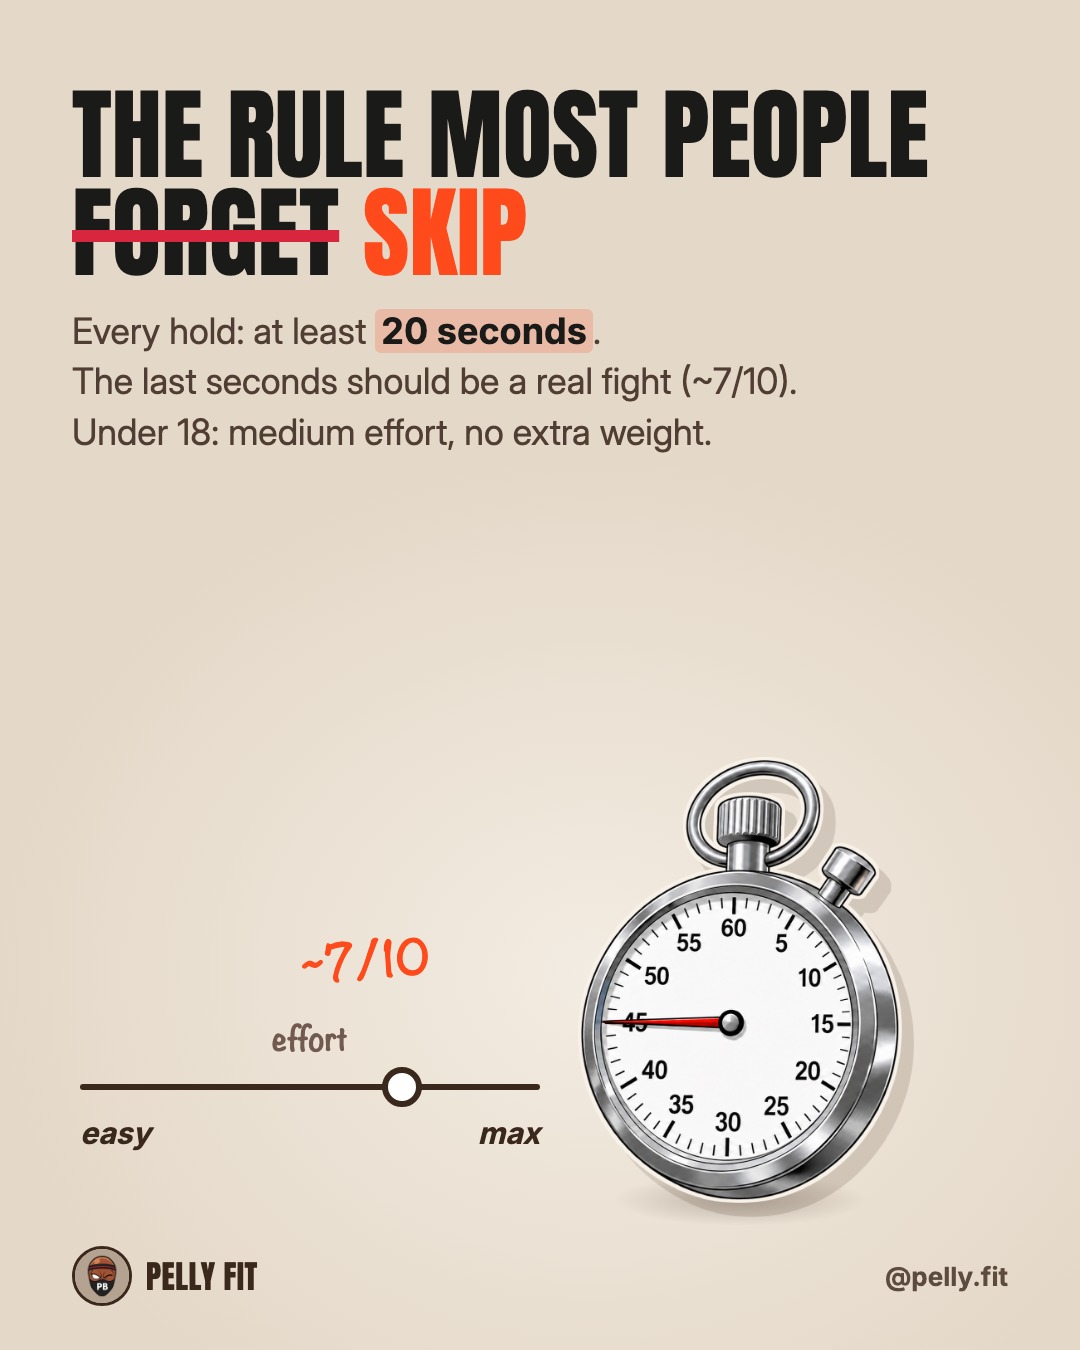 THE RULE MOST PEOPLE
FORGET SKIP
Every hold: at least 20 seconds.
The last seconds should be a real fight (~7/10).
Under 18: medium effort, no extra weight.
~7/10
effort
easy
max
60
5
10
15
20
25
30
35
40
45
50
55
PB
PELLY FIT
@pelly.fit